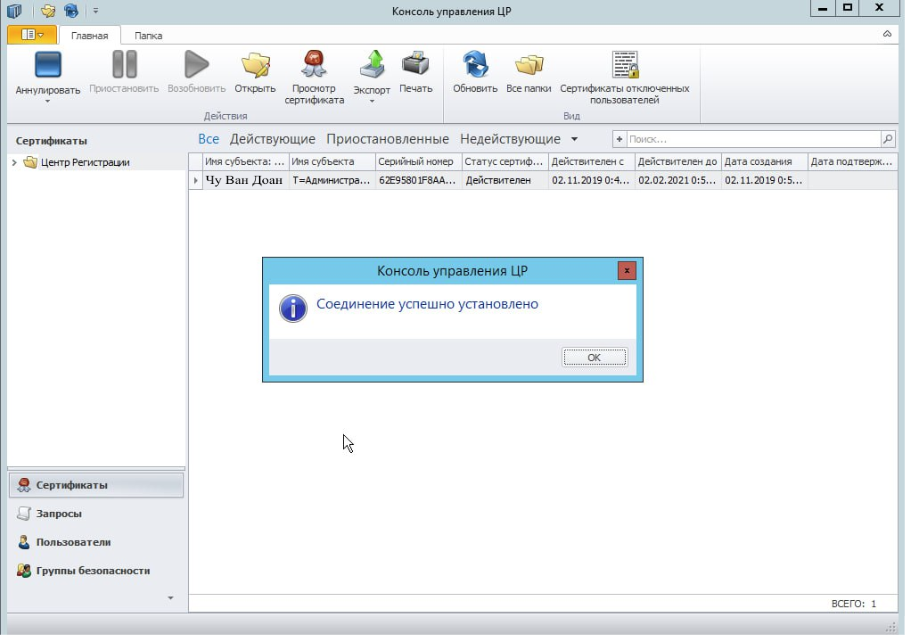 Консоль управления ЦР
Главная Папка
Аннулировать Приостановить Возобновить Открыть Просмотр сертификата Экспорт Печать Обновить Все папки Сертификаты отключенных пользователей
Действия Вид
Сертификаты
Все Действующие Приостановленные Недействующие
Поиск...
Центр Регистрации
Имя субъекта: ... Имя субъекта Серийный номер Статус сертиф... Действителен с Действителен до Дата создания Дата подтверж...
Чу Ван Доан T=Администра... 62E95801F8AA... Действителен 02.11.2019 0:4... 02.02.2021 0:5... 02.11.2019 0:5...
Консоль управления ЦР
Соединение успешно установлено
OK
Сертификаты
Запросы
Пользователи
Группы безопасности
ВСЕГО: 1